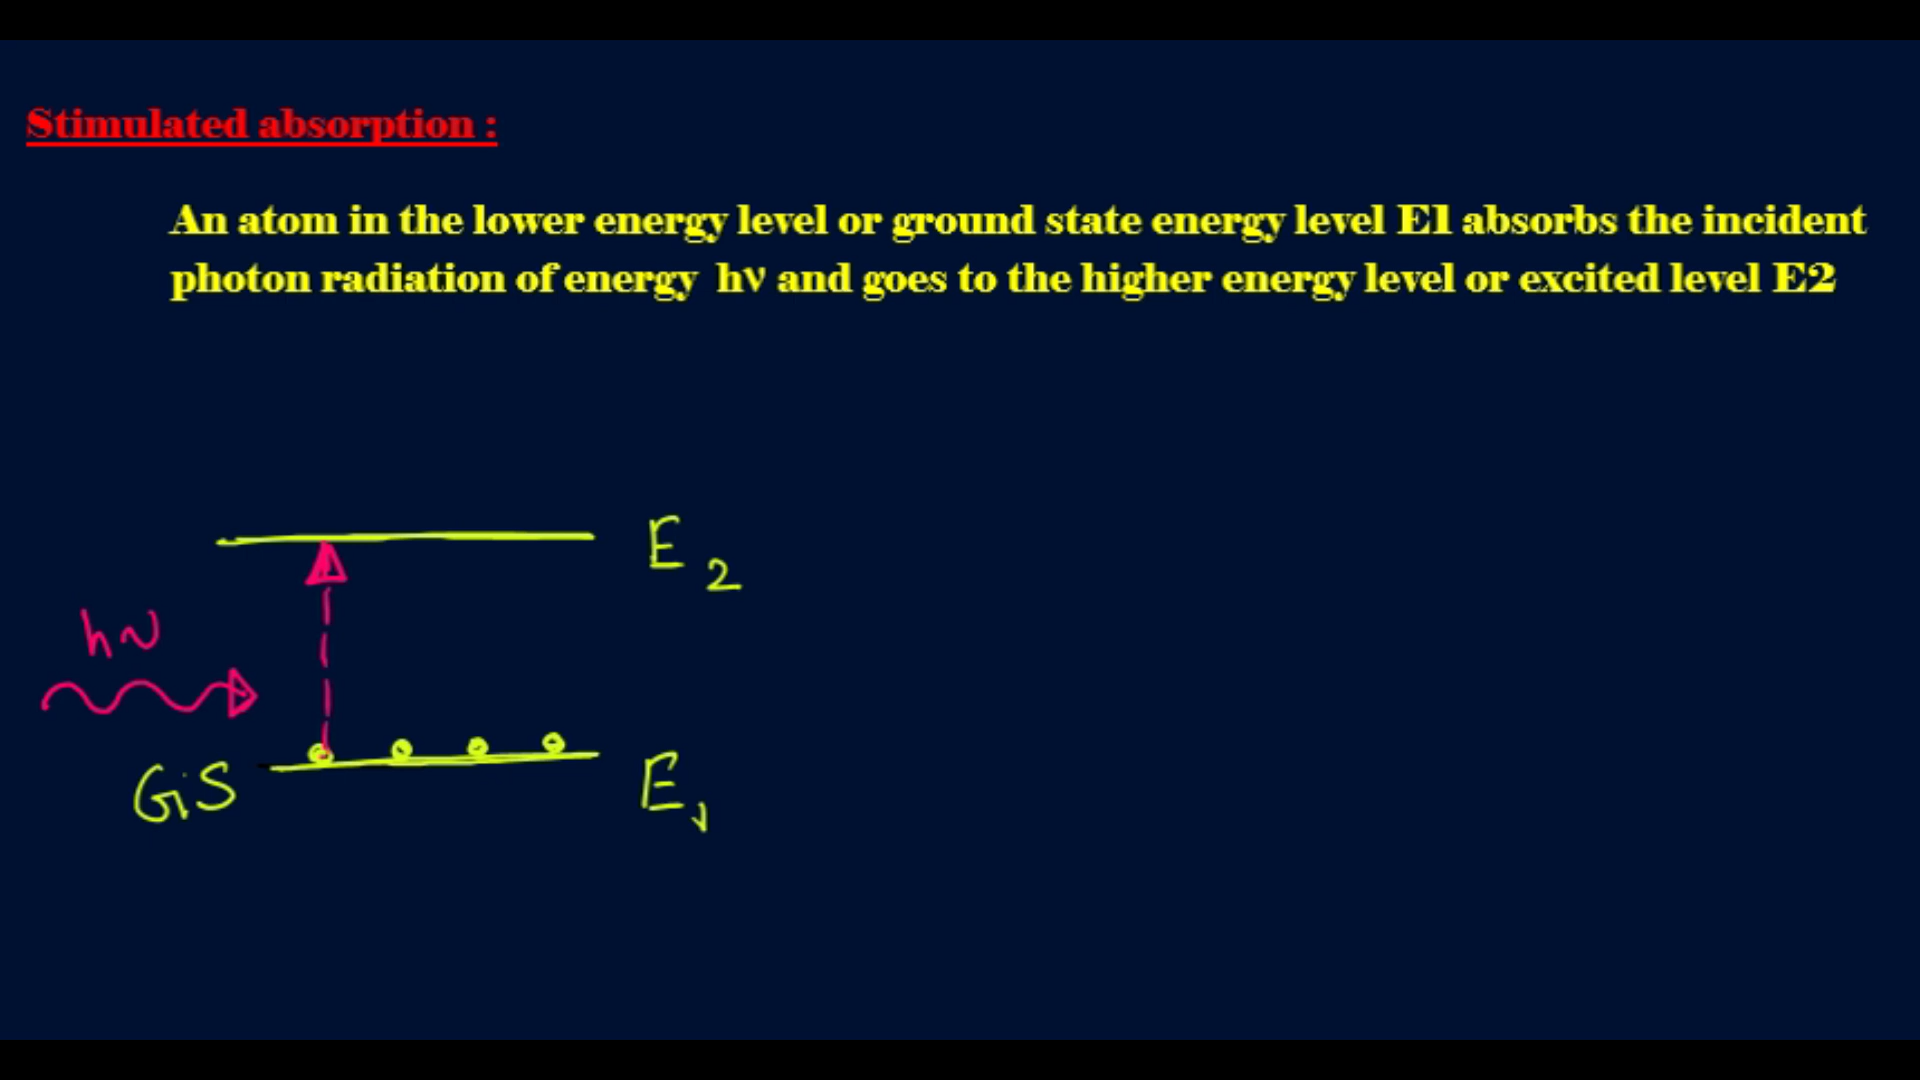 Stimulated absorption :
An atom in the lower energy level or ground state energy level E1 absorbs the incident
photon radiation of energy hν and goes to the higher energy level or excited level E2
E2
hν
GiS
E1